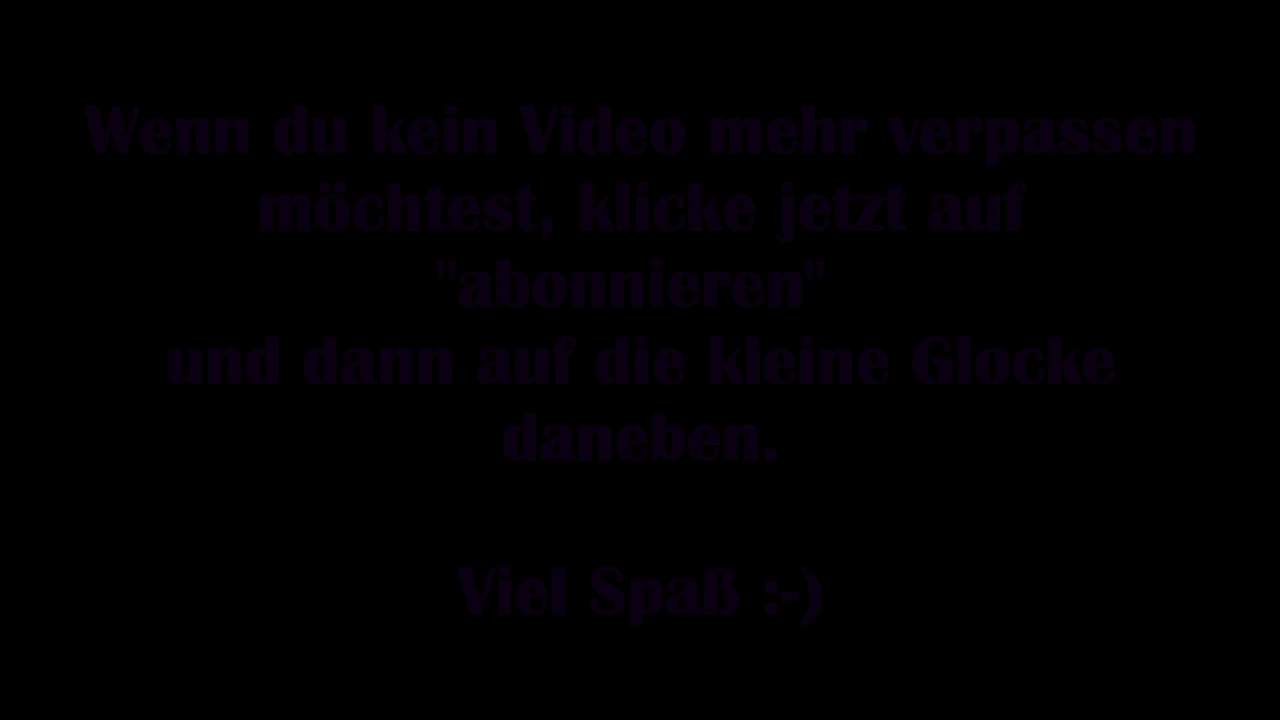 Wenn du kein Video mehr verpassen
möchtest, klicke jetzt auf
"abonnieren"
und dann auf die kleine Glocke
daneben.
Viel Spaß :-)